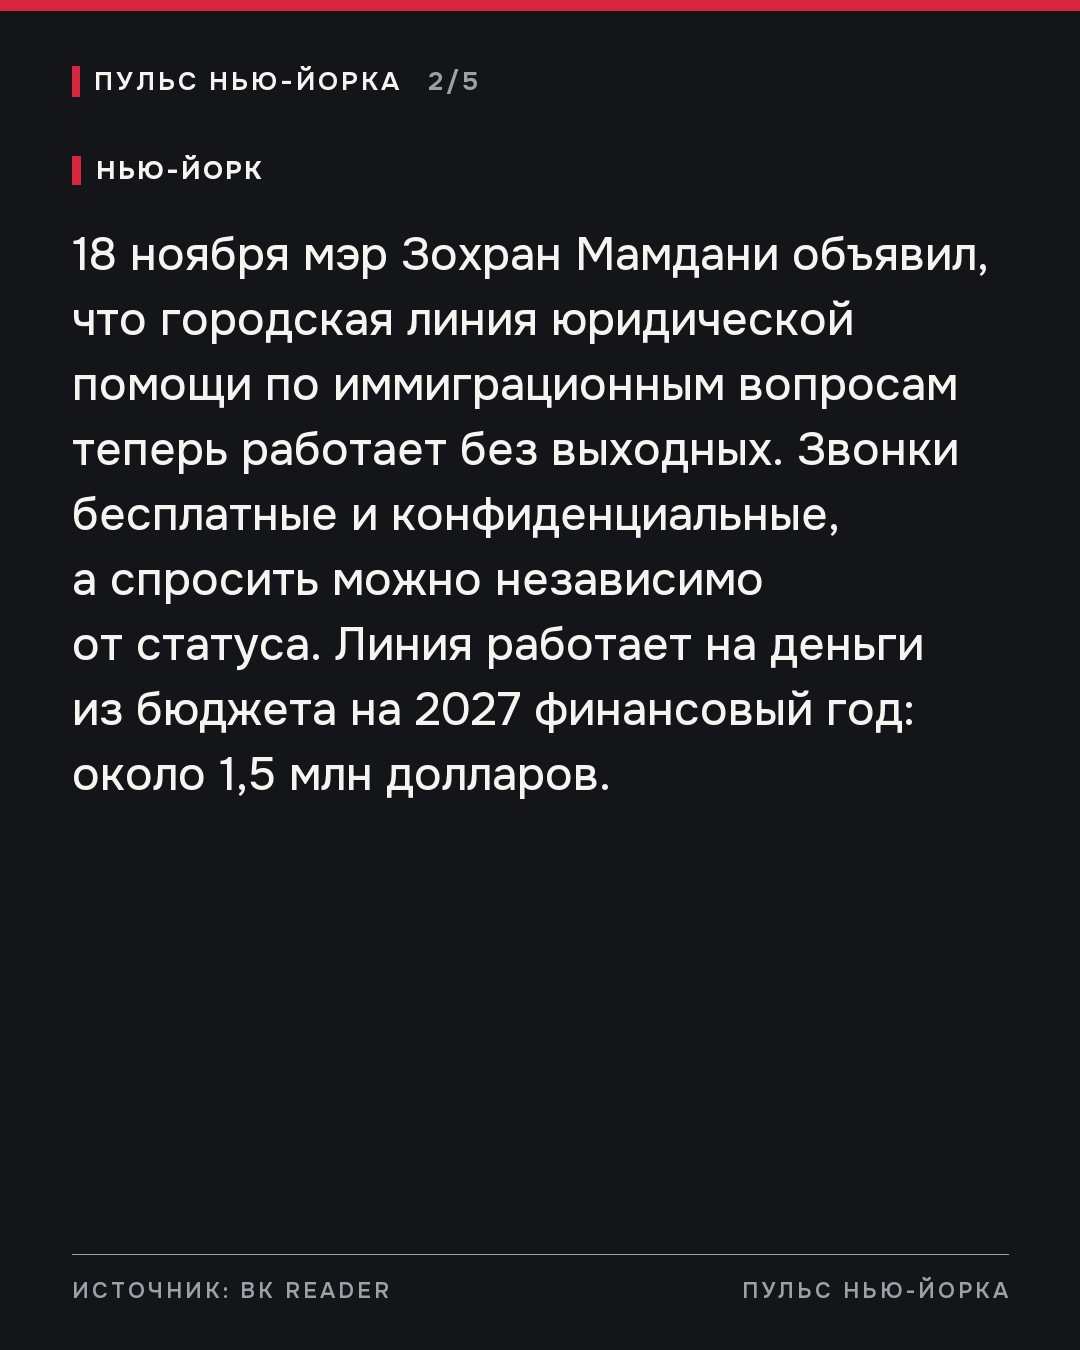 ПУЛЬС НЬЮ-ЙОРКА 2/5
НЬЮ-ЙОРК
18 ноября мэр Зохран Мамдани объявил,
что городская линия юридической
помощи по иммиграционным вопросам
теперь работает без выходных. Звонки
бесплатные и конфиденциальные,
а спросить можно независимо
от статуса. Линия работает на деньги
из бюджета на 2027 финансовый год:
около 1,5 млн долларов.
ИСТОЧНИК: BK READER
ПУЛЬС НЬЮ-ЙОРКА